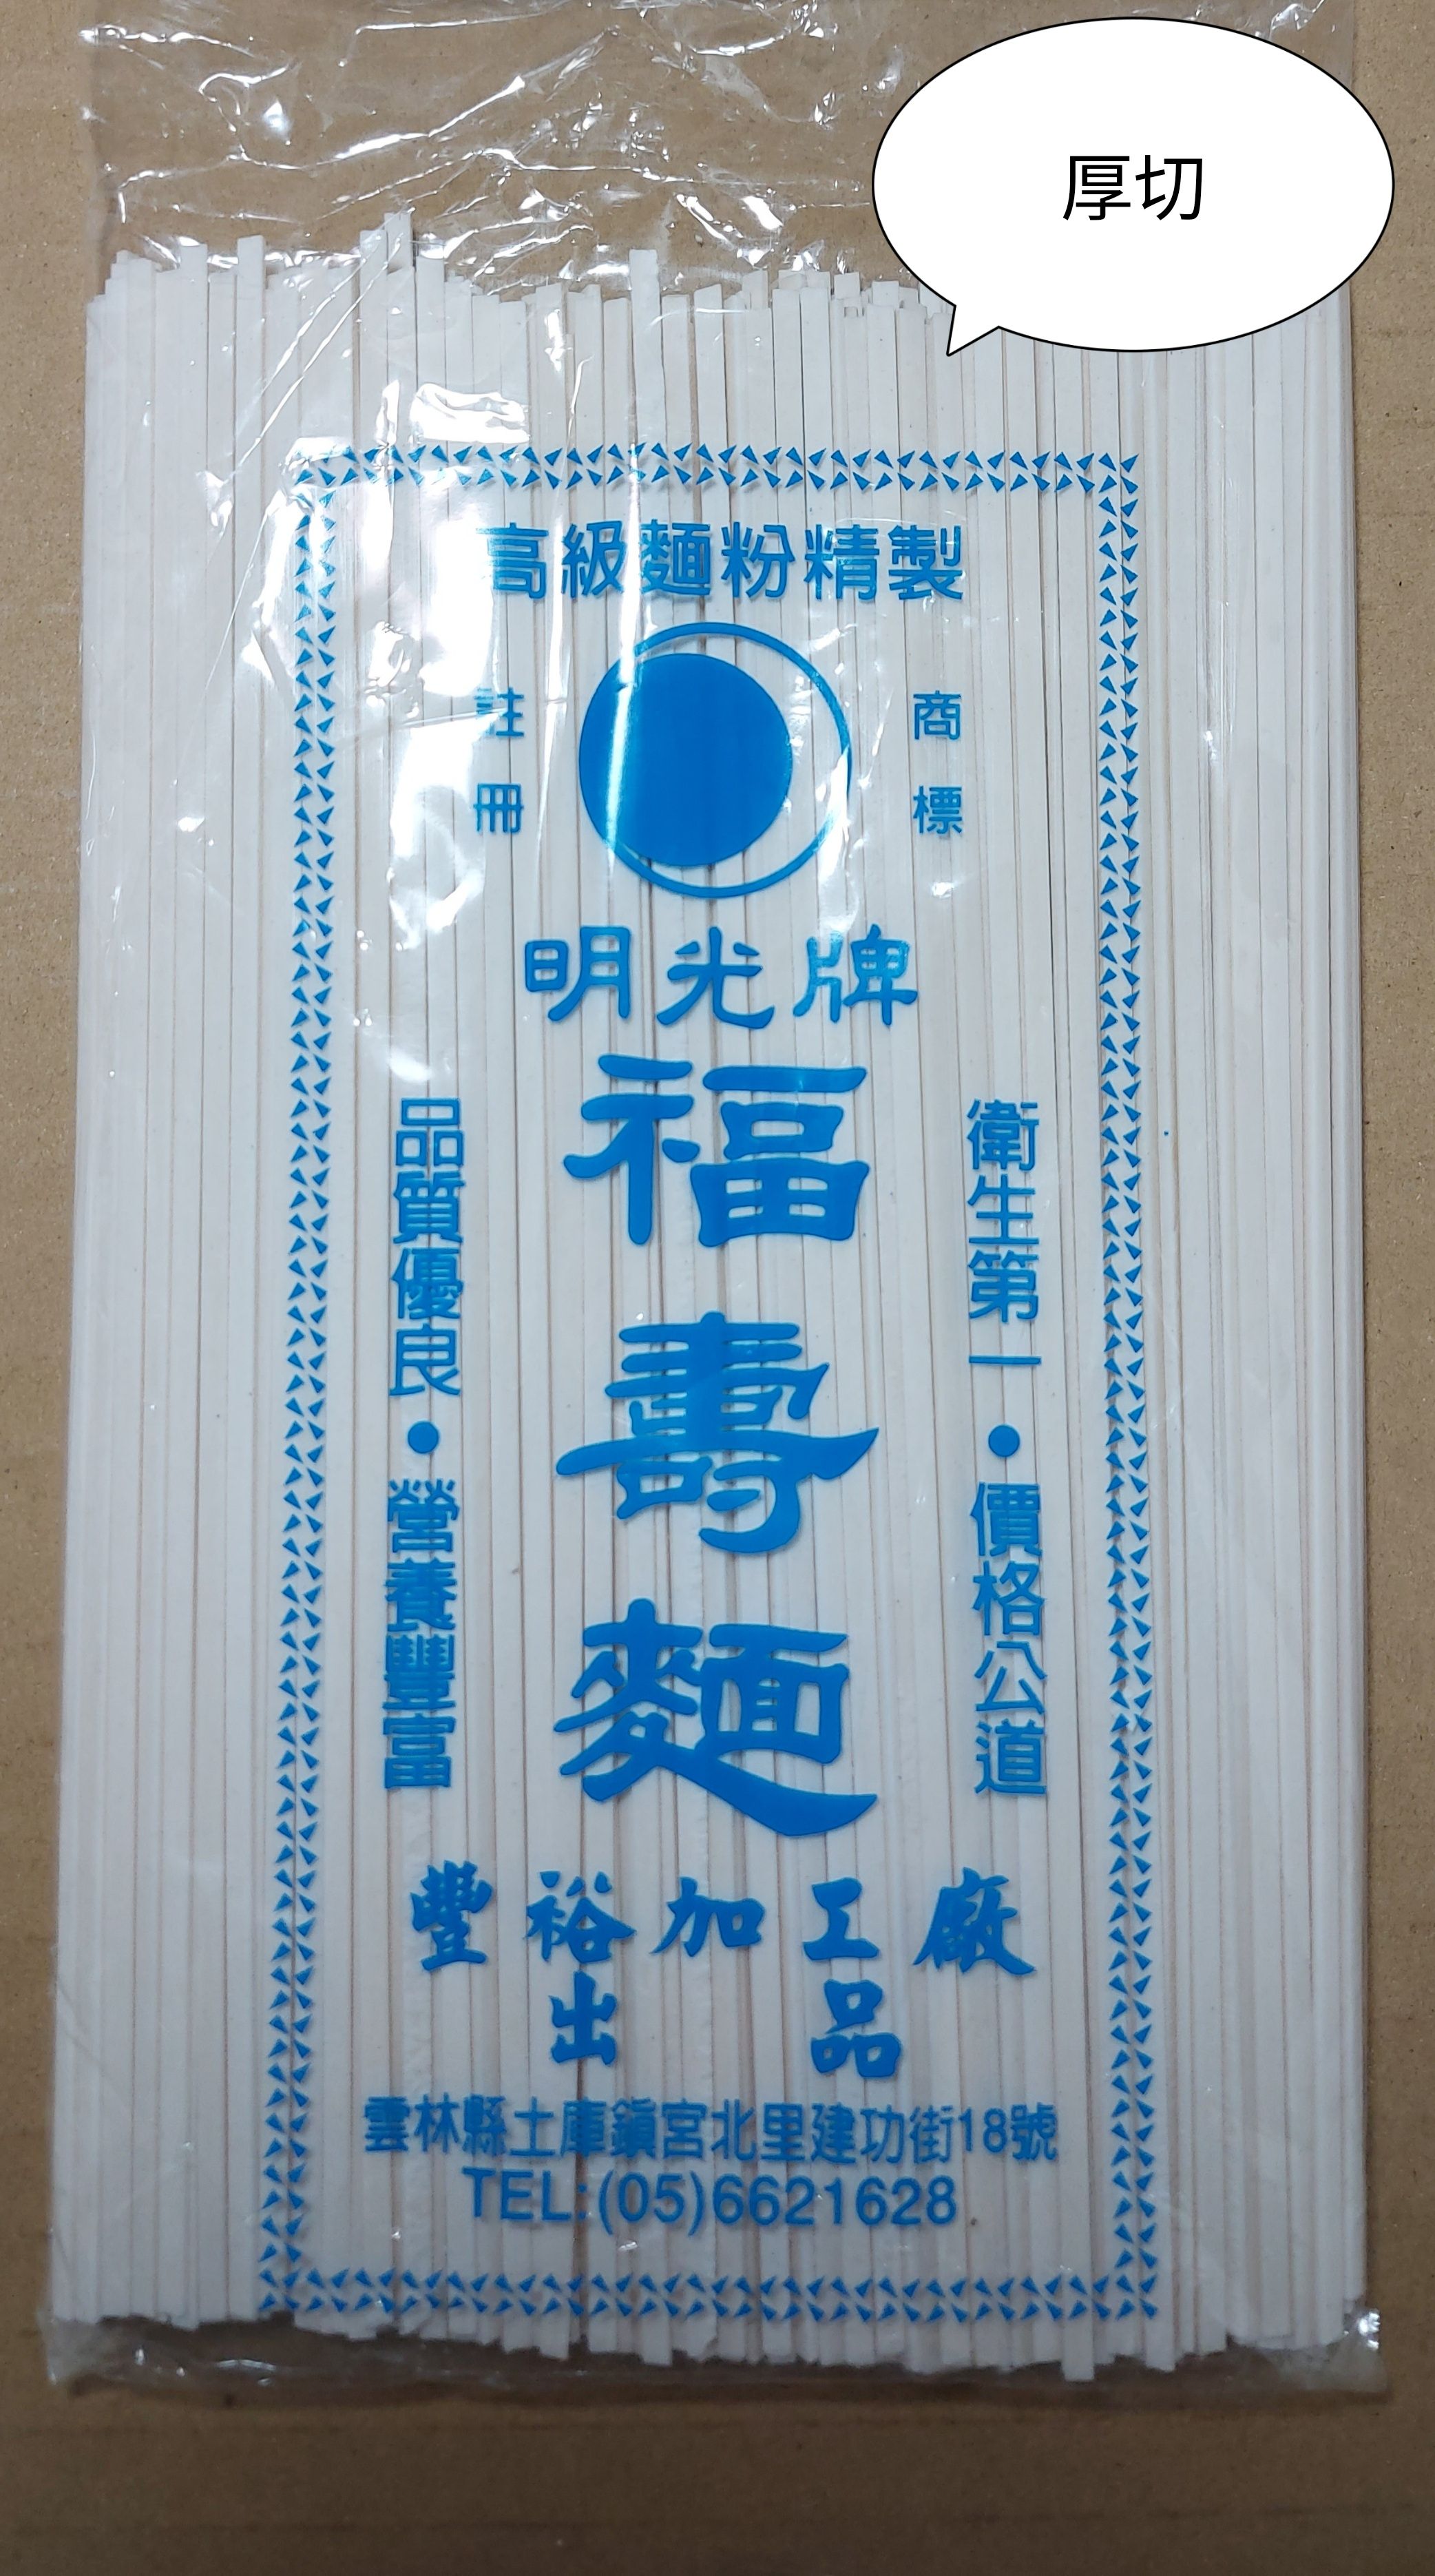 厚切
高級麵粉精製
註冊
商標
明光牌
福壽麵
衛生第一•價格公道
品質優良•營養豐富
豐裕加工廠
出品
雲林縣土庫鎮宮北里建功街18號
TEL:(05)6621628